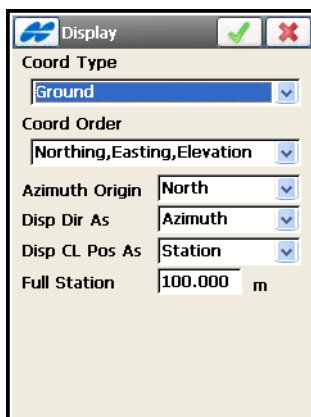 Display
Coord Type
Ground
Coord Order
Northing,Easting,Elevation
Azimuth Origin North
Disp Dir As Azimuth
Disp CL Pos As Station
Full Station 100.000 m